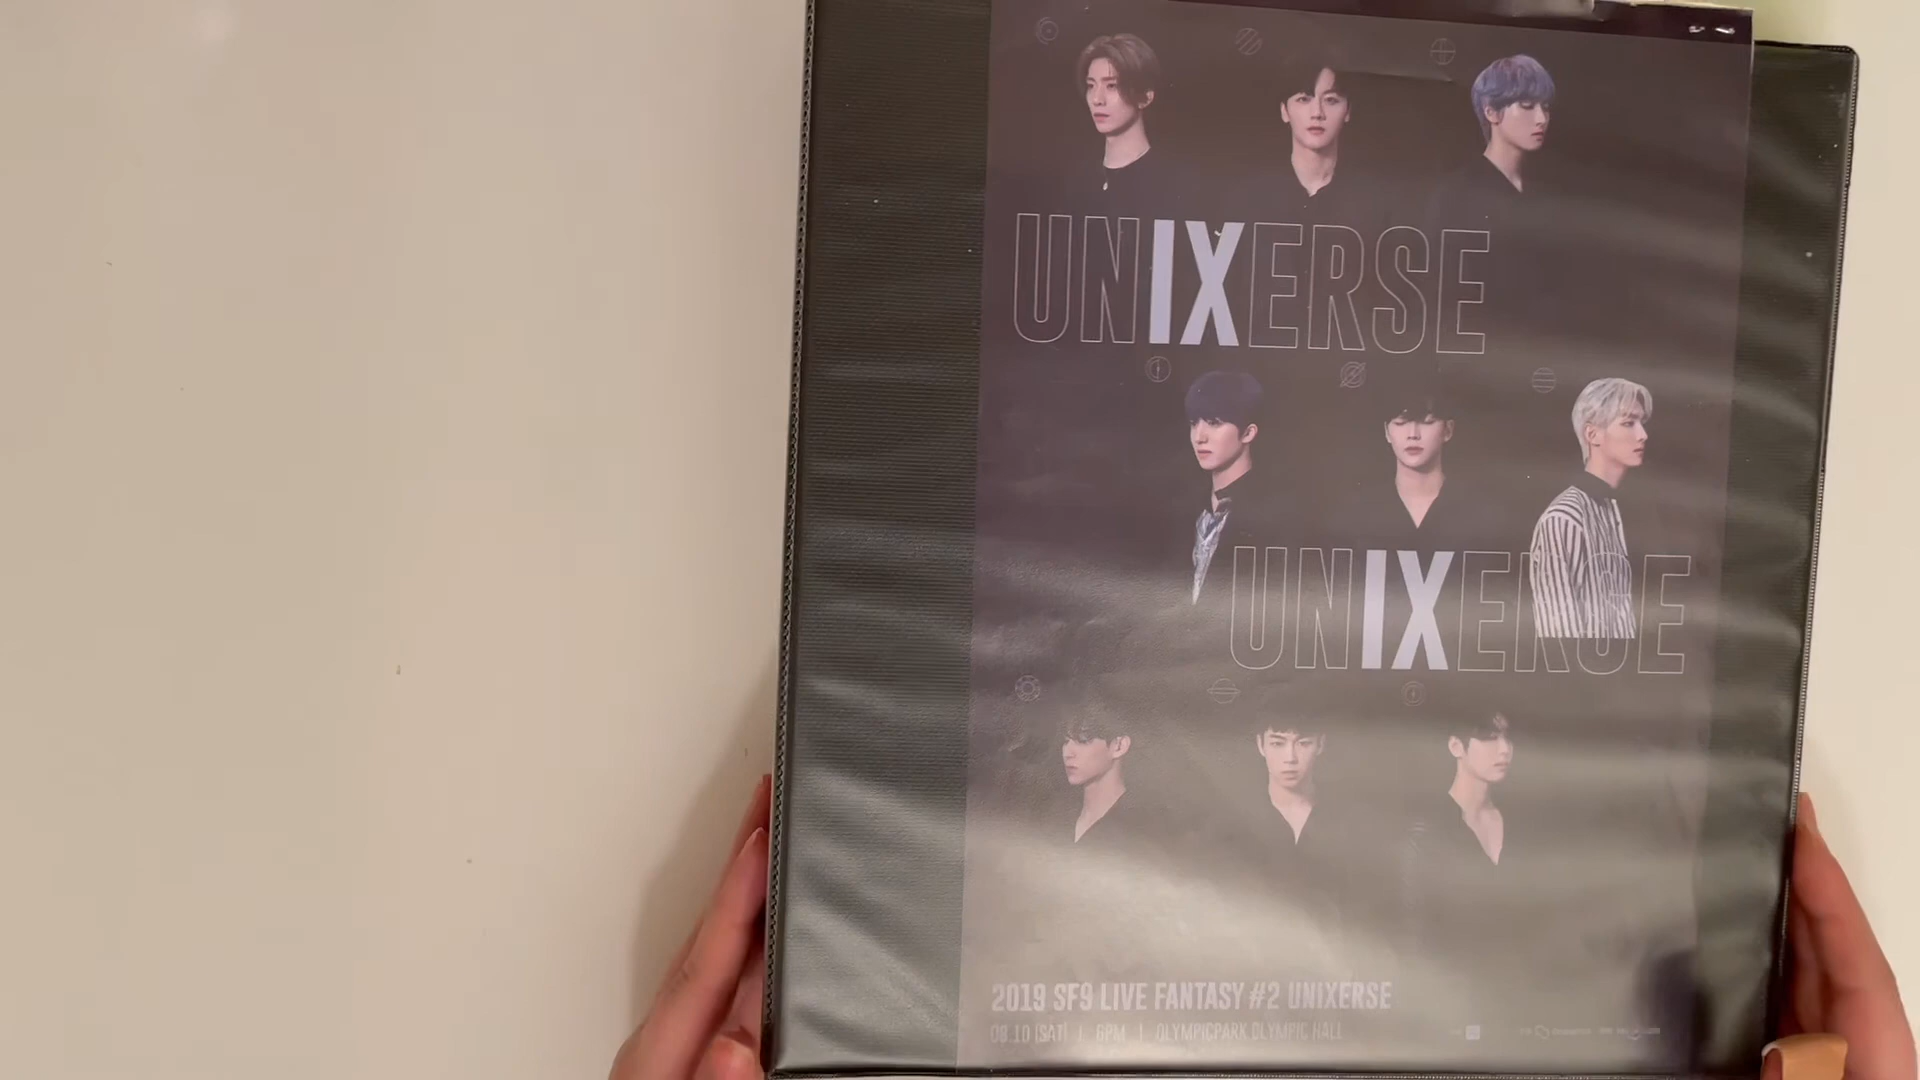 UNIXERSE
UNIXERSE
2019 SF9 LIVE FANTASY #2 UNIXERSE
08.10 (SAT) | 6PM | OLYMPICPARK OLYMPIC HALL